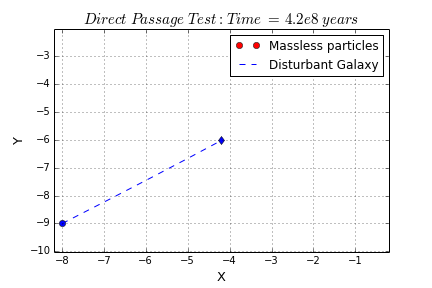 Direct Passage Test: Time = 4.2e8 years
Massless particles
Disturbant Galaxy
−3
−4
−5
−6
−7
−8
−9
−10
Y
−8 −7 −6 −5 −4 −3 −2 −1
X